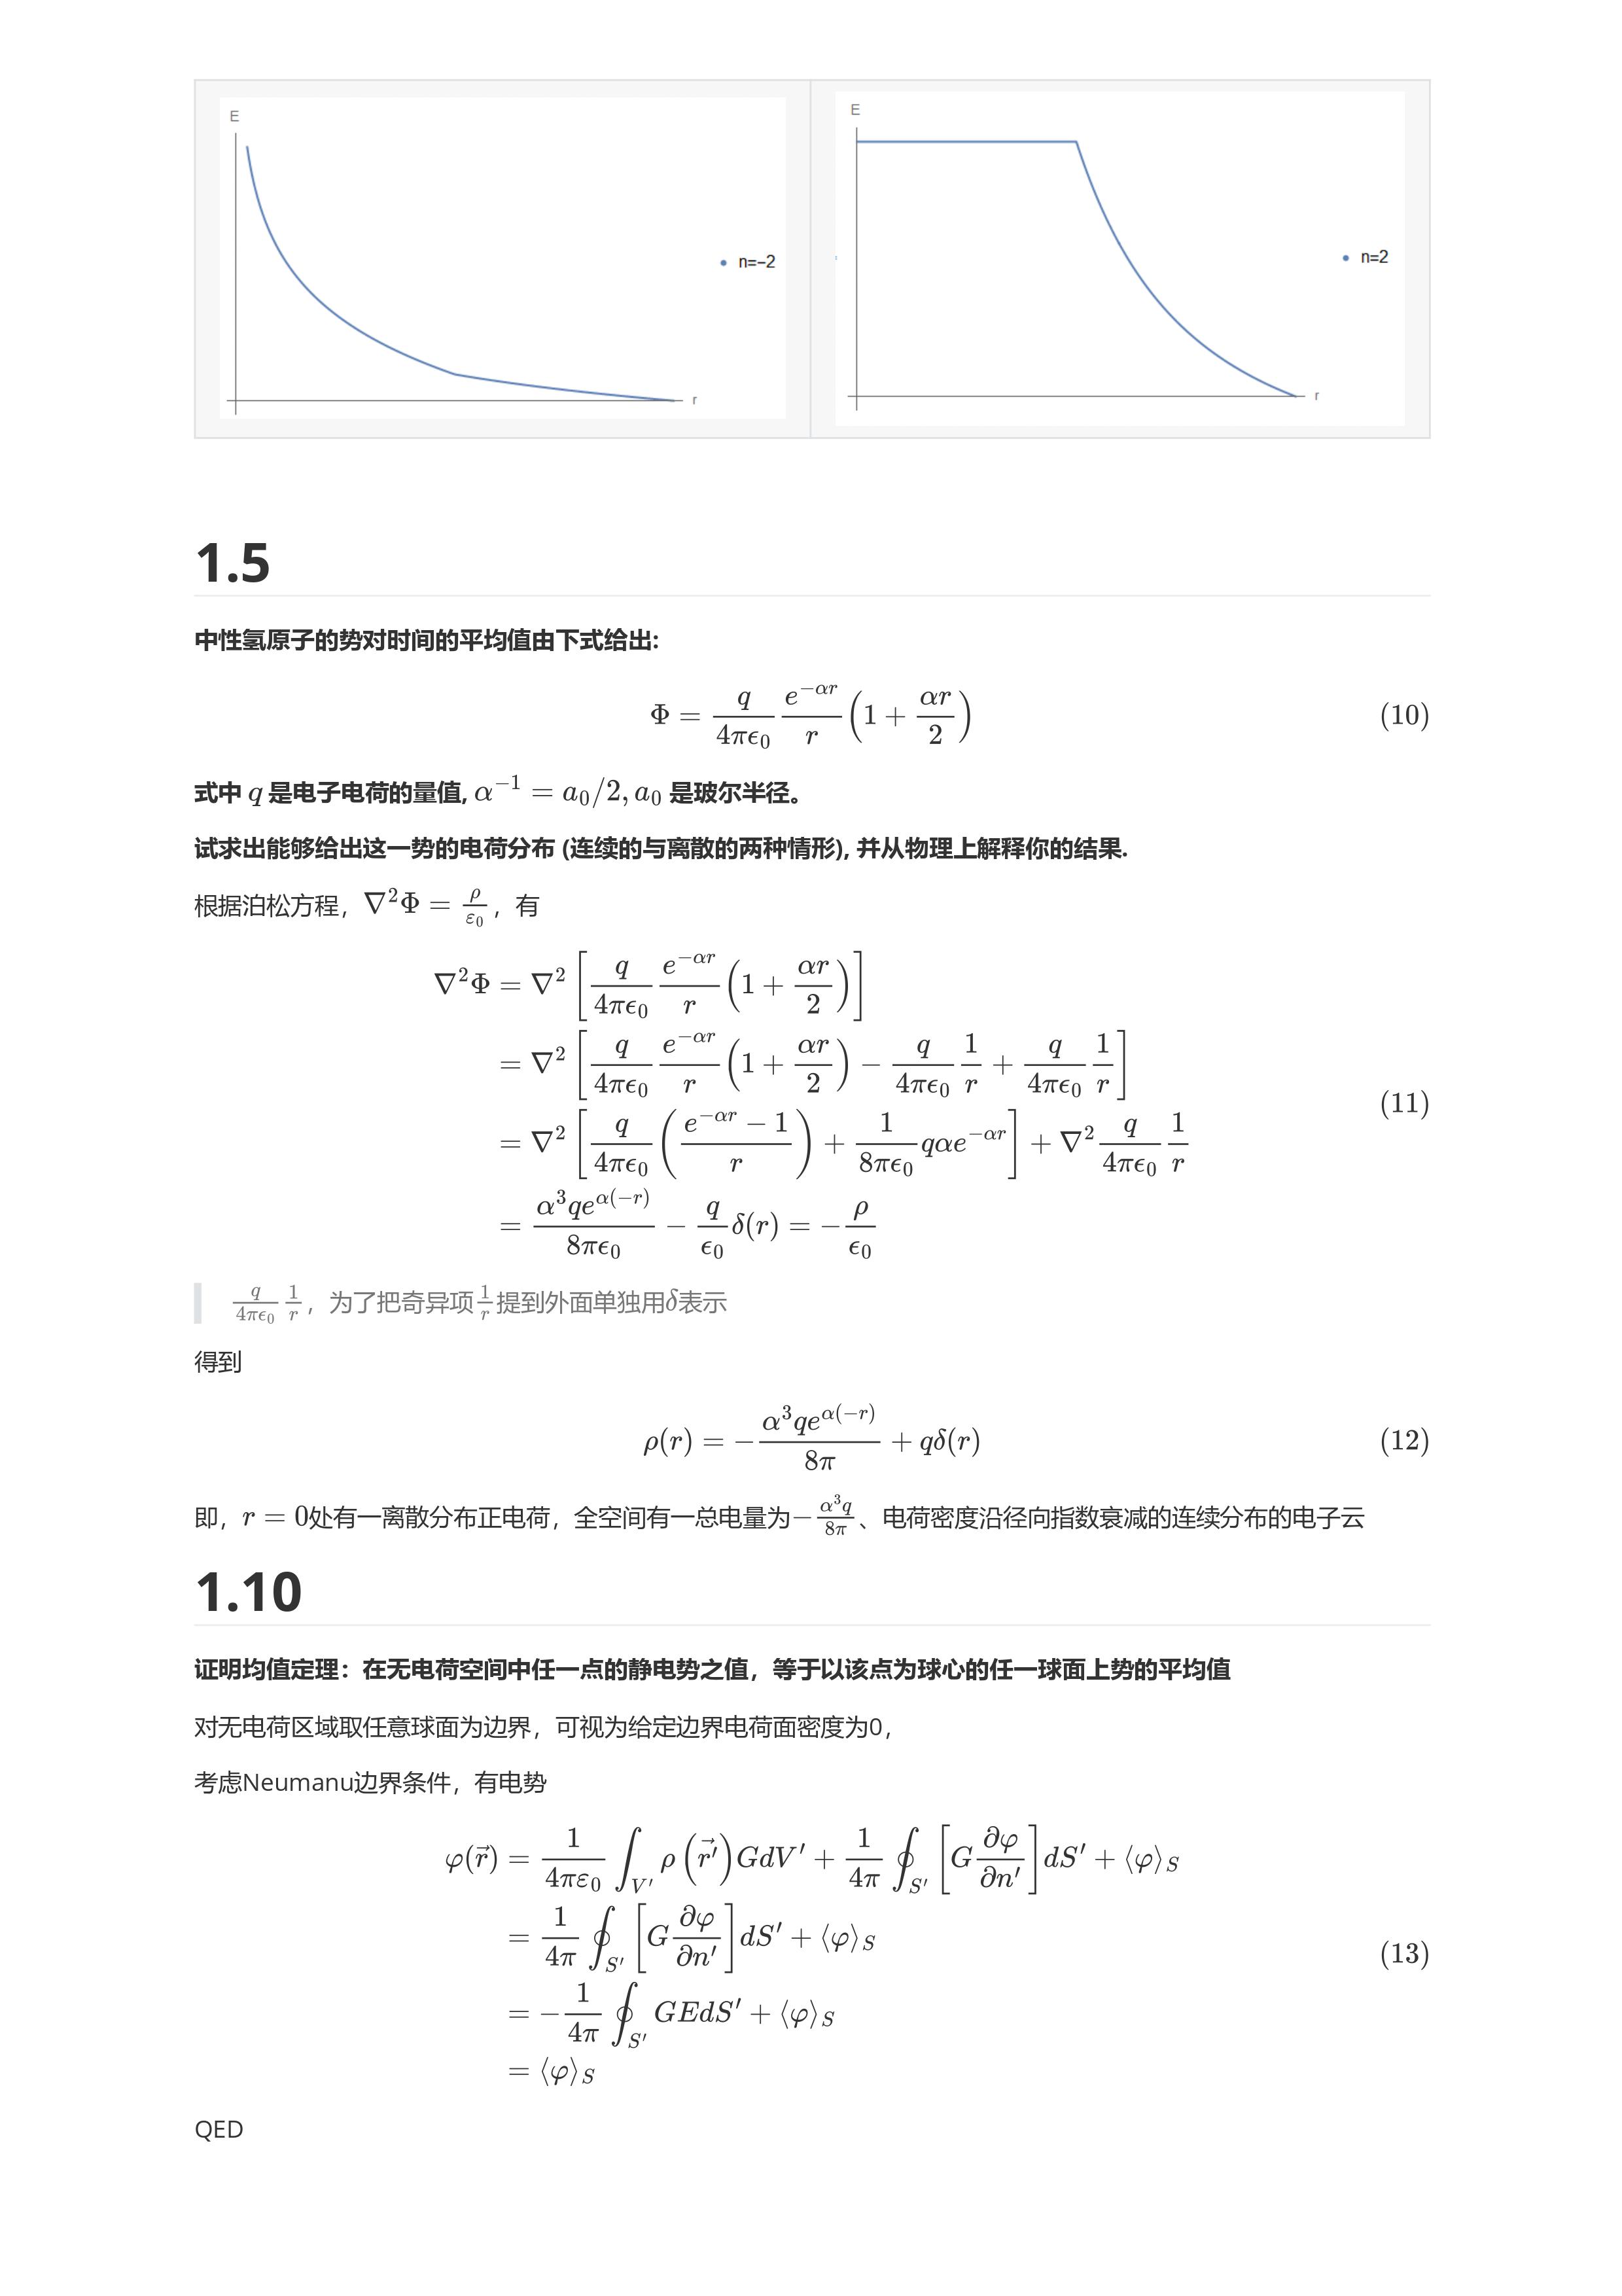 E
r
n=−2
E
r
n=2
1.5
中性氢原子的势对时间的平均值由下式给出:
$$\Phi = \frac{q}{4\pi\epsilon_0}\frac{e^{-\alpha r}}{r}\left(1+\frac{\alpha r}{2}\right)$$ (10)
式中 $q$ 是电子电荷的量值, $\alpha^{-1} = a_0/2, a_0$ 是玻尔半径。
试求出能够给出这一势的电荷分布 (连续的与离散的两种情形), 并从物理上解释你的结果.
根据泊松方程，$\nabla^2\Phi = \frac{\rho}{\varepsilon_0}$，有
$$\nabla^2\Phi = \nabla^2\left[\frac{q}{4\pi\epsilon_0}\frac{e^{-\alpha r}}{r}\left(1+\frac{\alpha r}{2}\right)\right]$$
$$= \nabla^2\left[\frac{q}{4\pi\epsilon_0}\frac{e^{-\alpha r}}{r}\left(1+\frac{\alpha r}{2}\right) - \frac{q}{4\pi\epsilon_0}\frac{1}{r} + \frac{q}{4\pi\epsilon_0}\frac{1}{r}\right]$$
(11)
$$= \nabla^2\left[\frac{q}{4\pi\epsilon_0}\left(\frac{e^{-\alpha r}-1}{r}\right) + \frac{1}{8\pi\epsilon_0}q\alpha e^{-\alpha r}\right] + \nabla^2\frac{q}{4\pi\epsilon_0}\frac{1}{r}$$
$$= \frac{\alpha^3 q e^{\alpha(-r)}}{8\pi\epsilon_0} - \frac{q}{\epsilon_0}\delta(r) = -\frac{\rho}{\epsilon_0}$$
$\frac{q}{4\pi\epsilon_0}\frac{1}{r}$，为了把奇异项$\frac{1}{r}$提到外面单独用$\delta$表示
得到
$$\rho(r) = -\frac{\alpha^3 q e^{\alpha(-r)}}{8\pi} + q\delta(r)$$ (12)
即，$r = 0$处有一离散分布正电荷，全空间有一总电量为$-\frac{\alpha^3 q}{8\pi}$、电荷密度沿径向指数衰减的连续分布的电子云
1.10
证明均值定理：在无电荷空间中任一点的静电势之值，等于以该点为球心的任一球面上势的平均值
对无电荷区域取任意球面为边界，可视为给定边界电荷面密度为0，
考虑Neumanu边界条件，有电势
$$\varphi(\vec{r}) = \frac{1}{4\pi\varepsilon_0}\int_{V'}\rho\left(\vec{r'}\right)GdV' + \frac{1}{4\pi}\oint_{S'}\left[G\frac{\partial\varphi}{\partial n'}\right]dS' + \langle\varphi\rangle_S$$
$$= \frac{1}{4\pi}\oint_{S'}\left[G\frac{\partial\varphi}{\partial n'}\right]dS' + \langle\varphi\rangle_S$$
(13)
$$= -\frac{1}{4\pi}\oint_{S'}GEdS' + \langle\varphi\rangle_S$$
$$= \langle\varphi\rangle_S$$
QED